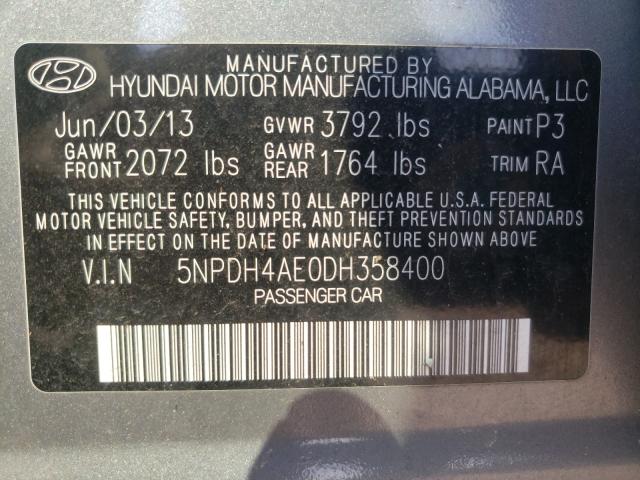 MANUFACTURED BY
HYUNDAI MOTOR MANUFACTURING ALABAMA, LLC
Jun/03/13 GVWR 3792 lbs PAINT P3
GAWR FRONT 2072 lbs GAWR REAR 1764 lbs TRIM RA
THIS VEHICLE CONFORMS TO ALL APPLICABLE U.S.A. FEDERAL
MOTOR VEHICLE SAFETY, BUMPER, AND THEFT PREVENTION STANDARDS
IN EFFECT ON THE DATE OF MANUFACTURE SHOWN ABOVE
V.I.N 5NPDH4AE0DH358400
PASSENGER CAR